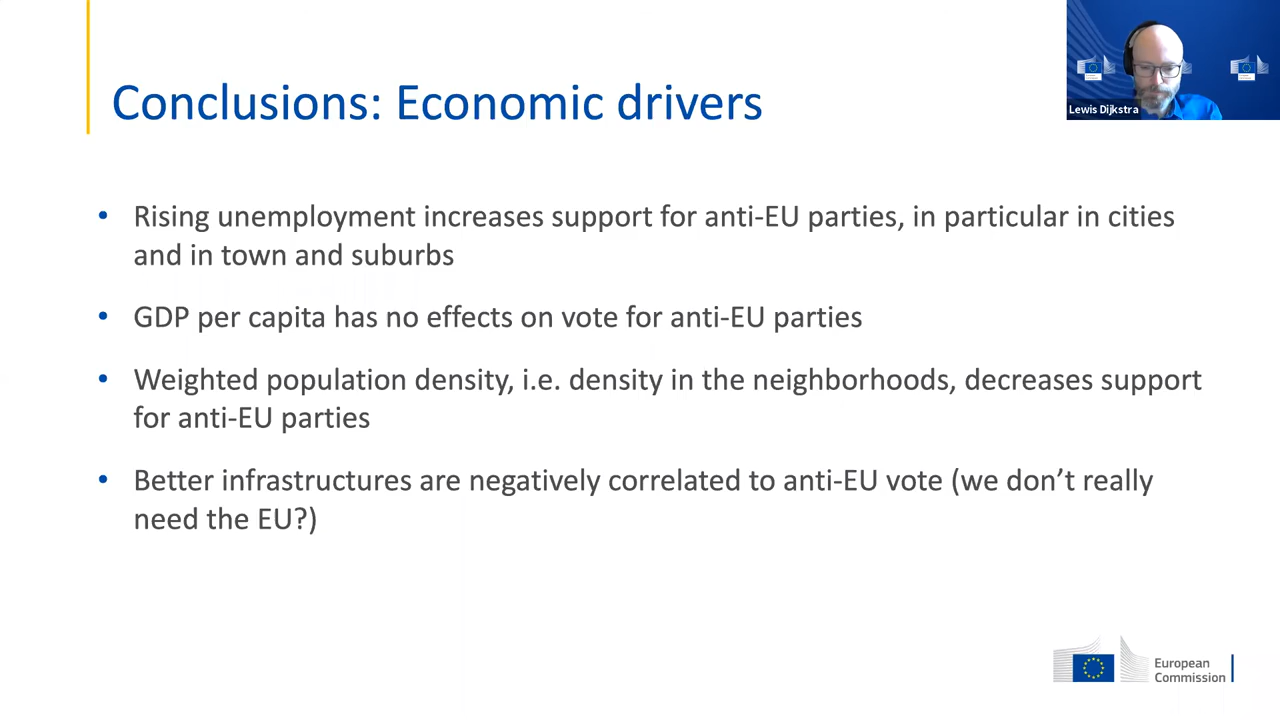 Conclusions: Economic drivers
Lewis Dijkstra
• Rising unemployment increases support for anti-EU parties, in particular in cities
and in town and suburbs
• GDP per capita has no effects on vote for anti-EU parties
• Weighted population density, i.e. density in the neighborhoods, decreases support
for anti-EU parties
• Better infrastructures are negatively correlated to anti-EU vote (we don’t really
need the EU?)
European
Commission